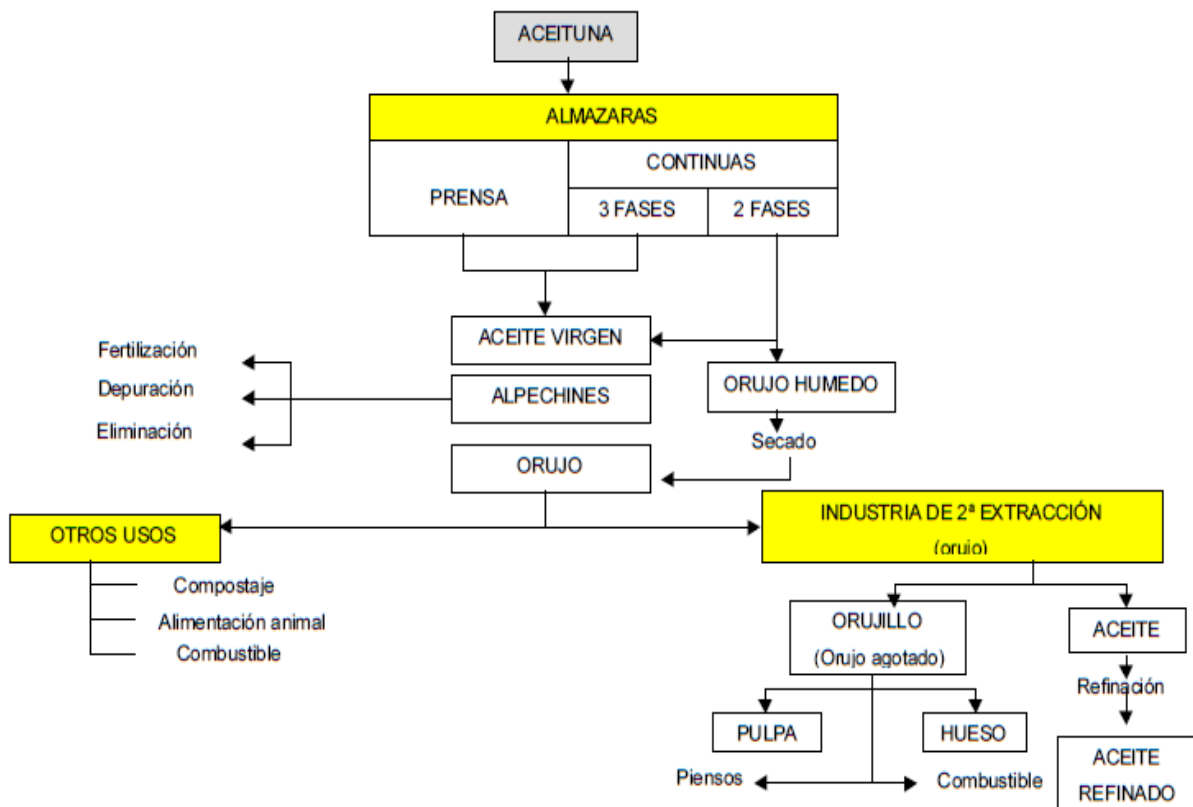 ACEITUNA
ALMAZARAS
PRENSA
CONTINUAS
3 FASES
2 FASES
ACEITE VIRGEN
Fertilización
Depuración
Eliminación
ALPECHINES
ORUJO HUMEDO
Secado
ORUJO
OTROS USOS
Compostaje
Alimentación animal
Combustible
INDUSTRIA DE 2ª EXTRACCIÓN
(orujo)
ORUJILLO
(Orujo agotado)
ACEITE
Refinación
PULPA
HUESO
Piensos
Combustible
ACEITE
REFINADO